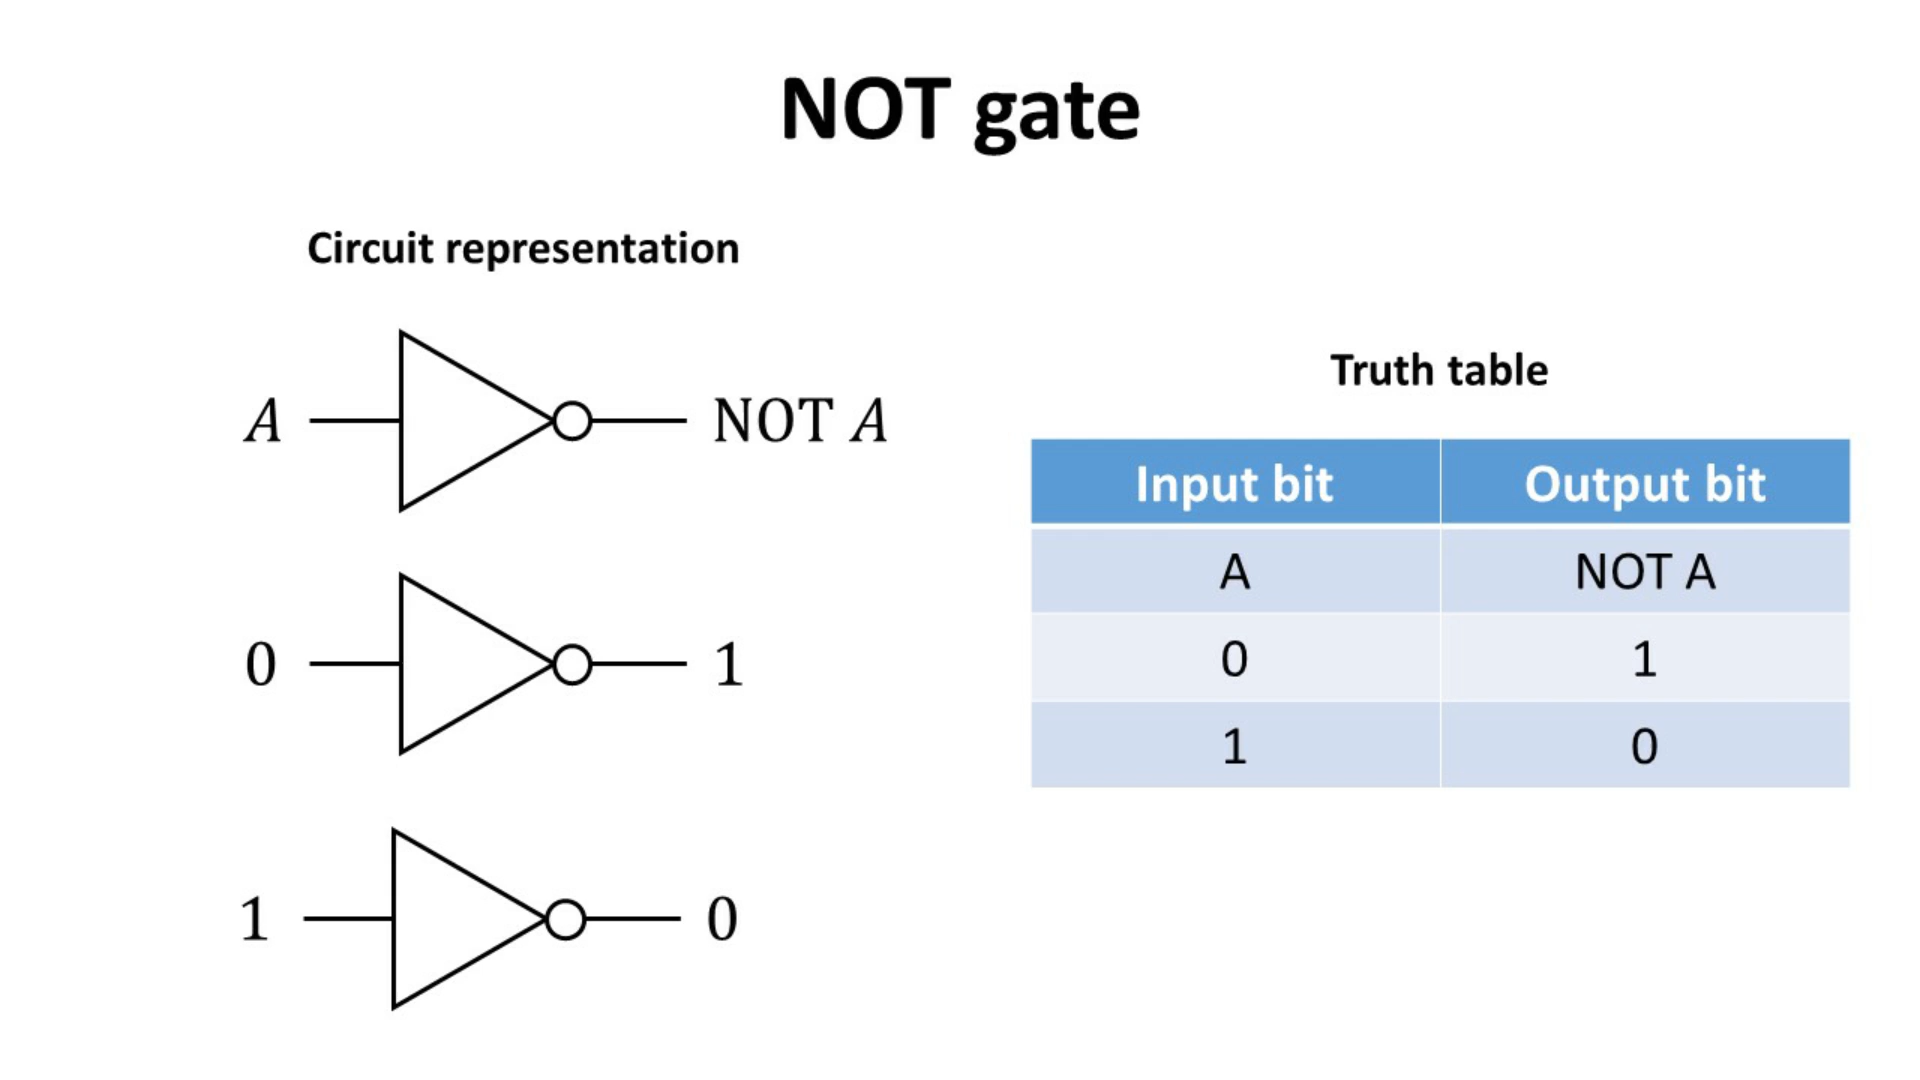 NOT gate
Circuit representation
A NOT A
0 1
1 0
Truth table
Input bit Output bit
A NOT A
0 1
1 0